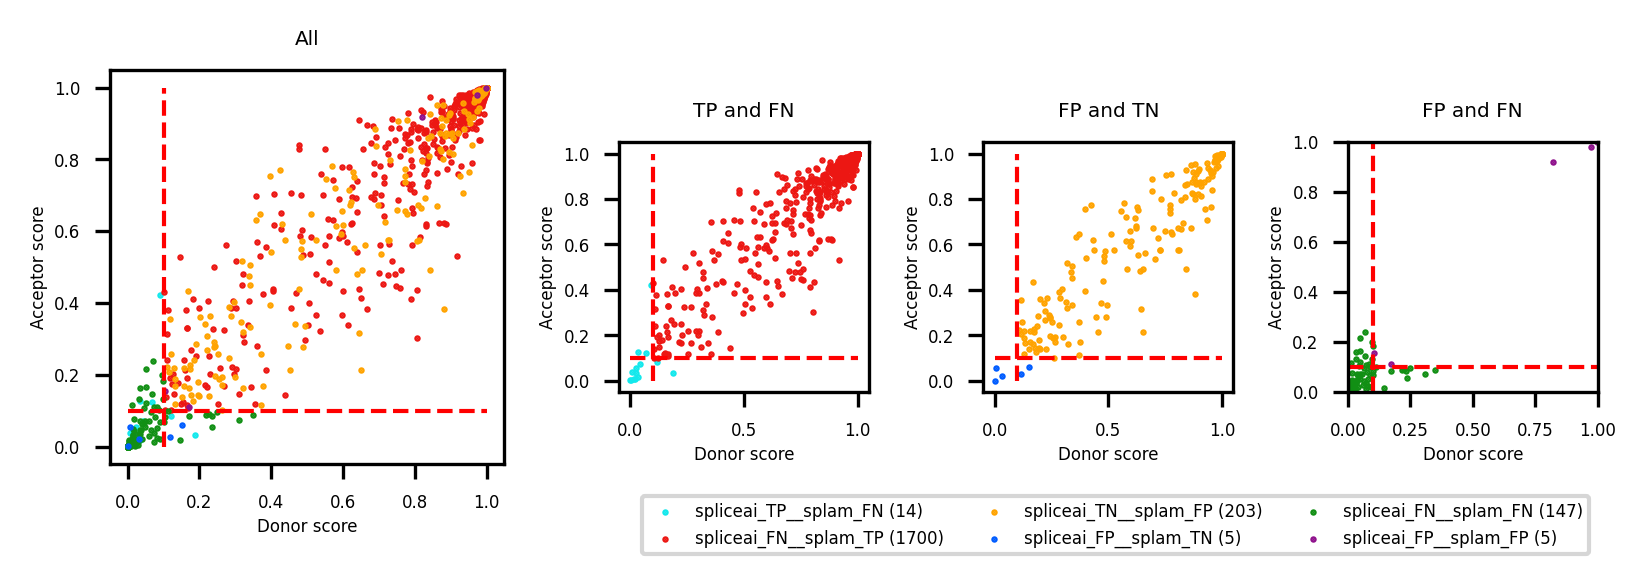 All
Acceptor score
1.0
0.8
0.6
0.4
0.2
0.0
0.0 0.2 0.4 0.6 0.8 1.0
Donor score
TP and FN
Acceptor score
1.0
0.8
0.6
0.4
0.2
0.0
0.0 0.5 1.0
Donor score
FP and TN
Acceptor score
1.0
0.8
0.6
0.4
0.2
0.0
0.0 0.5 1.0
Donor score
FP and FN
Acceptor score
1.0
0.8
0.6
0.4
0.2
0.0
0.00 0.25 0.50 0.75 1.00
Donor score
spliceai_TP__splam_FN (14)
spliceai_FN__splam_TP (1700)
spliceai_TN__splam_FP (203)
spliceai_FP__splam_TN (5)
spliceai_FN__splam_FN (147)
spliceai_FP__splam_FP (5)